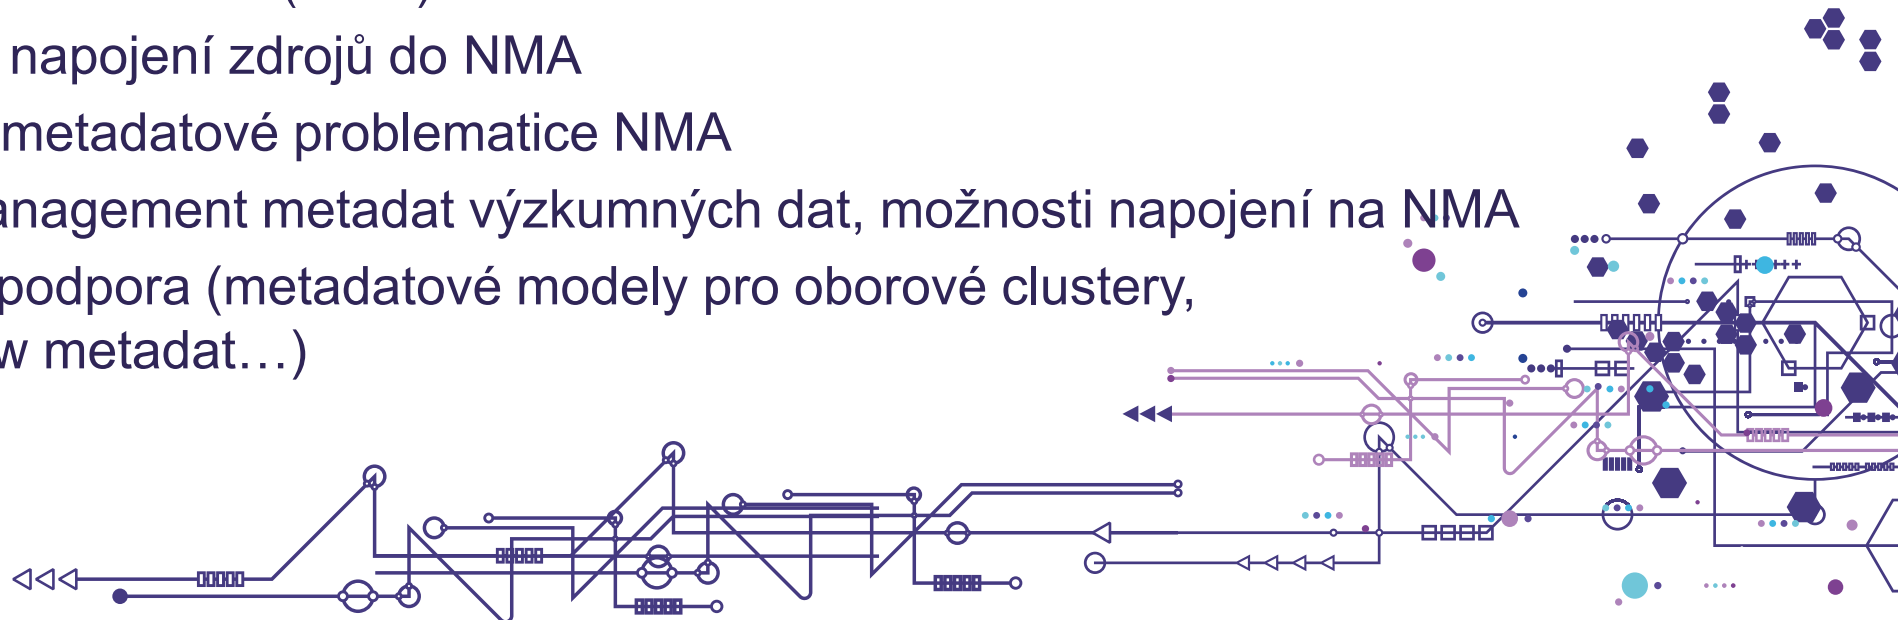 napojení zdrojů do NMA
metadatové problematice NMA
anagement metadat výzkumných dat, možnosti napojení na NMA
podpora (metadatové modely pro oborové clustery,
w metadat…)